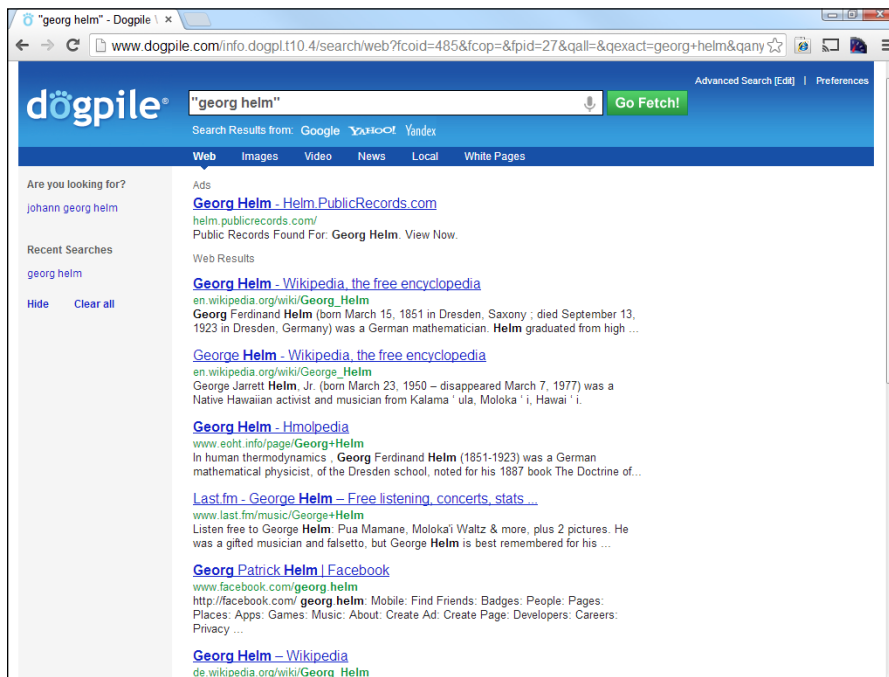 "georg helm" - Dogpile
www.dogpile.com/info.dogpl.t10.4/search/web?fcoid=485&fcop=&fpid=27&qall=&qexact=georg+helm&qany
Advanced Search [Edit] | Preferences
dogpile®
"georg helm"
Go Fetch!
Search Results from: Google YAHOO! Yandex
Web Images Video News Local White Pages
Are you looking for?
johann georg helm
Recent Searches
georg helm
Hide Clear all
Ads
Georg Helm - Helm.PublicRecords.com
helm.publicrecords.com/
Public Records Found For: Georg Helm. View Now.
Web Results
Georg Helm - Wikipedia, the free encyclopedia
en.wikipedia.org/wiki/Georg_Helm
Georg Ferdinand Helm (born March 15, 1851 in Dresden, Saxony ; died September 13,
1923 in Dresden, Germany) was a German mathematician. Helm graduated from high ...
George Helm - Wikipedia, the free encyclopedia
en.wikipedia.org/wiki/George_Helm
George Jarrett Helm, Jr. (born March 23, 1950 – disappeared March 7, 1977) was a
Native Hawaiian activist and musician from Kalama ' ula, Moloka ' i, Hawai ' i.
Georg Helm - Hmolpedia
www.eoht.info/page/Georg+Helm
In human thermodynamics , Georg Ferdinand Helm (1851-1923) was a German
mathematical physicist, of the Dresden school, noted for his 1887 book The Doctrine of...
Last.fm - George Helm – Free listening, concerts, stats ...
www.last.fm/music/George+Helm
Listen free to George Helm: Pua Mamane, Moloka'i Waltz & more, plus 2 pictures. He
was a gifted musician and falsetto, but George Helm is best remembered for his ...
Georg Patrick Helm | Facebook
www.facebook.com/georg.helm
http://facebook.com/ georg.helm: Mobile: Find Friends: Badges: People: Pages:
Places: Apps: Games: Music: About: Create Ad: Create Page: Developers: Careers:
Privacy ...
Georg Helm – Wikipedia
de.wikipedia.org/wiki/Georg_Helm